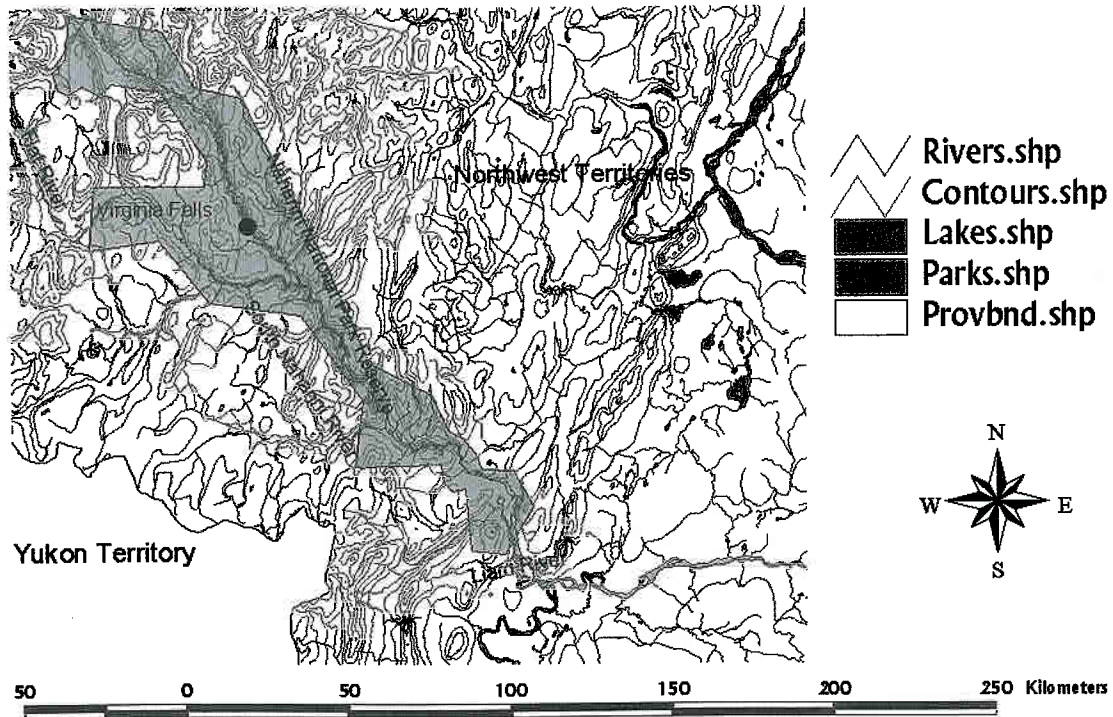 Northwest Territories
Virginia Falls
Liard River
Yukon Territory
Rivers.shp
Contours.shp
Lakes.shp
Parks.shp
Provbnd.shp
N
W E
S
50 0 50 100 150 200 250 Kilometers